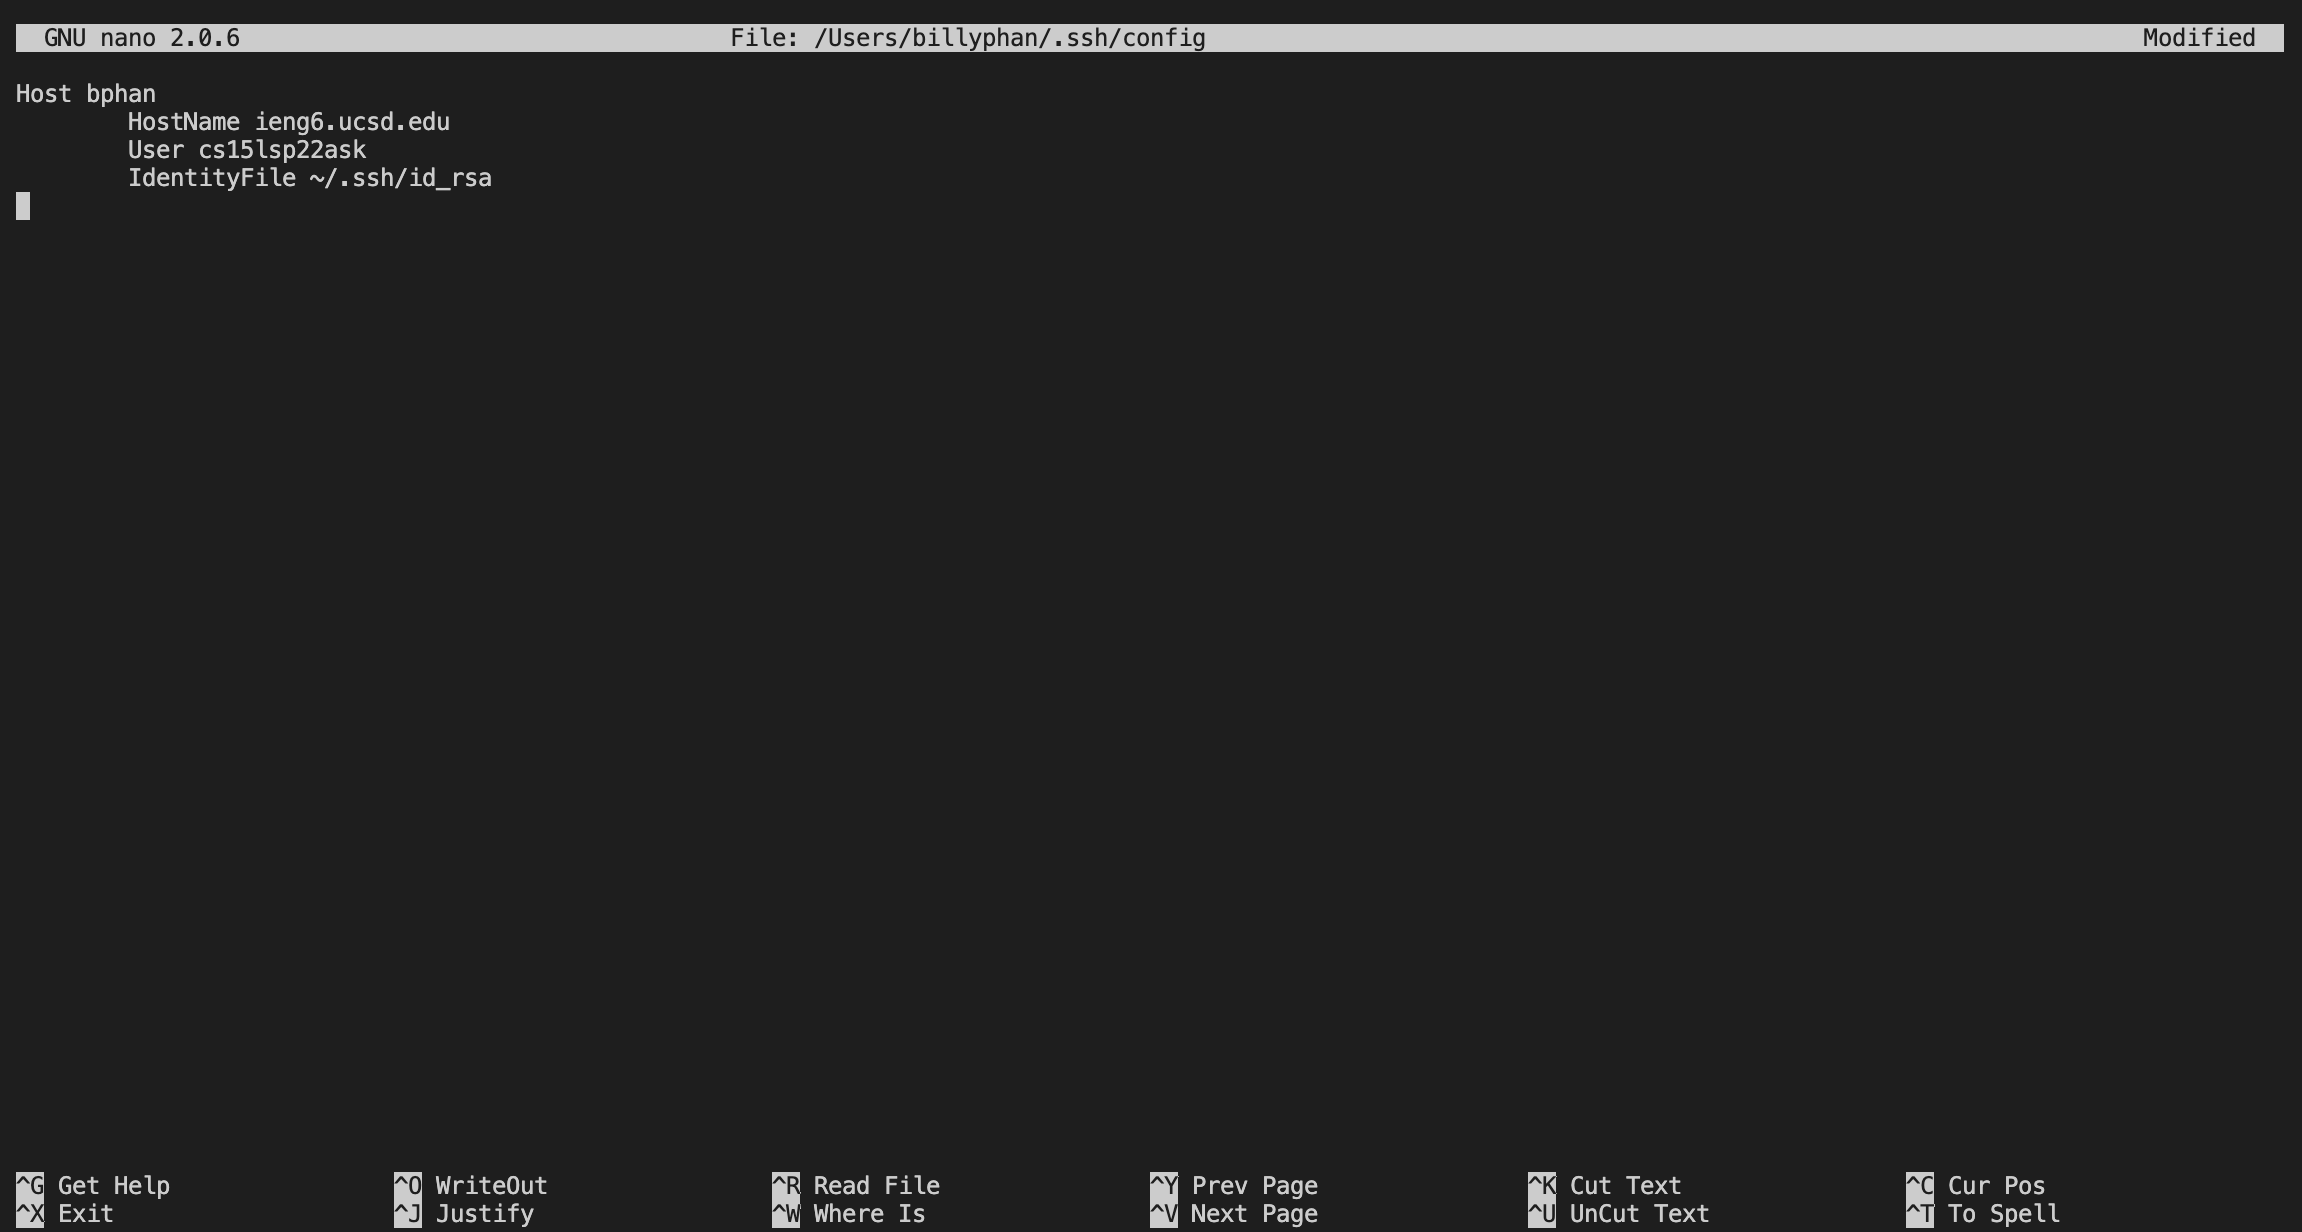 GNU nano 2.0.6 File: /Users/billyphan/.ssh/config Modified
Host bphan
HostName ieng6.ucsd.edu
User cs15lsp22ask
IdentityFile ~/.ssh/id_rsa
^G Get Help ^O WriteOut ^R Read File ^Y Prev Page ^K Cut Text ^C Cur Pos
^X Exit ^J Justify ^W Where Is ^V Next Page ^U UnCut Text ^T To Spell